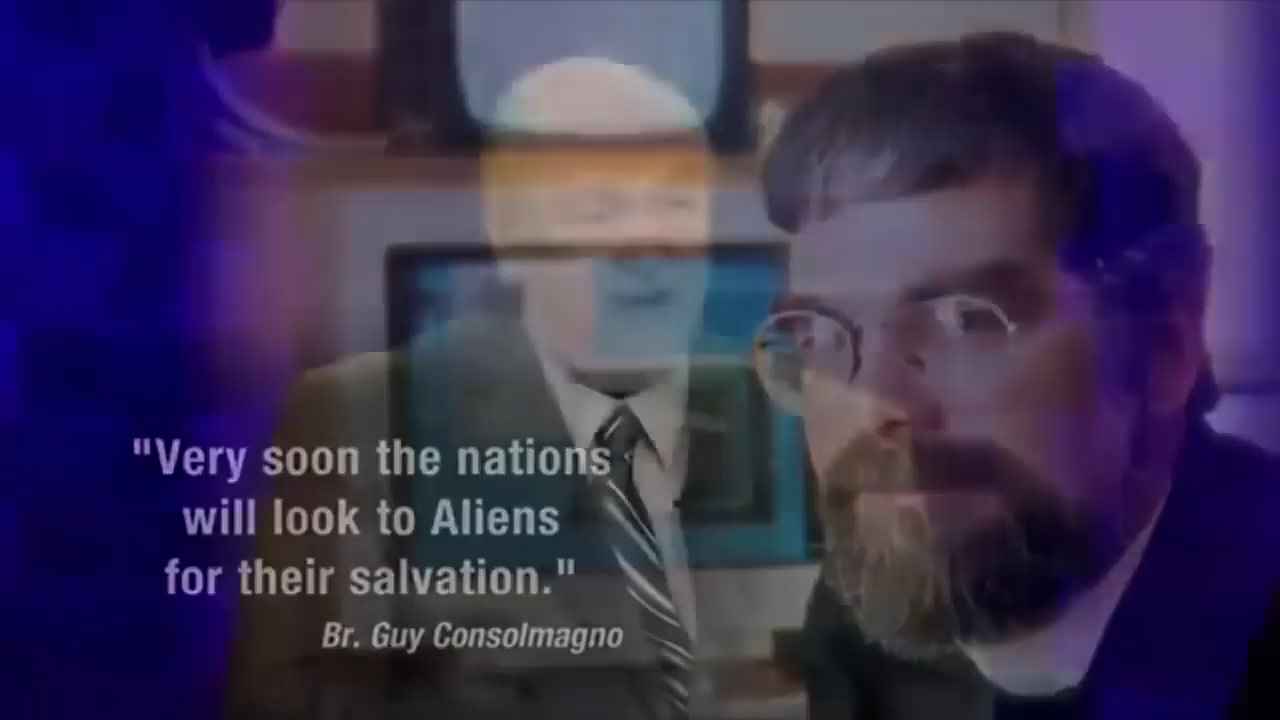 "Very soon the nations
will look to Aliens
for their salvation."
Br. Guy Consolmagno